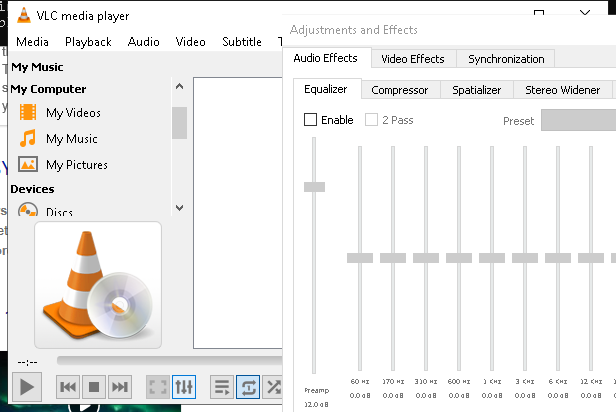 VLC media player
Media Playback Audio Video Subtitle
My Music
My Computer
My Videos
My Music
My Pictures
Devices
Discs
--:--
Adjustments and Effects
Audio Effects Video Effects Synchronization
Equalizer Compressor Spatializer Stereo Widener
Enable 2 Pass Preset
60 Hz 170 Hz 310 Hz 600 Hz 1 KHz 3 KHz 6 KHz 12 KHz
Preamp 0.0 dB 0.0 dB 0.0 dB 0.0 dB 0.0 dB 0.0 dB 0.0 dB 0.0 dB
12.0 dB